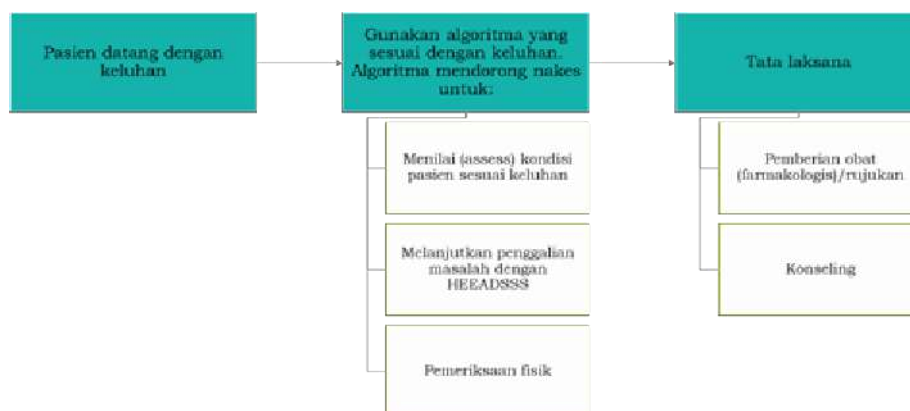 Pasien datang dengan
keluhan
Gunakan algoritma yang
sesuai dengan keluhan.
Algoritma mendorong nakes
untuk:
Menilai (assess) kondisi
pasien sesuai keluhan
Melanjutkan penggalian
masalah dengan
HEEADSSS
Pemeriksaan fisik
Tata laksana
Pemberian obat
(farmakologis)/rujukan
Konseling